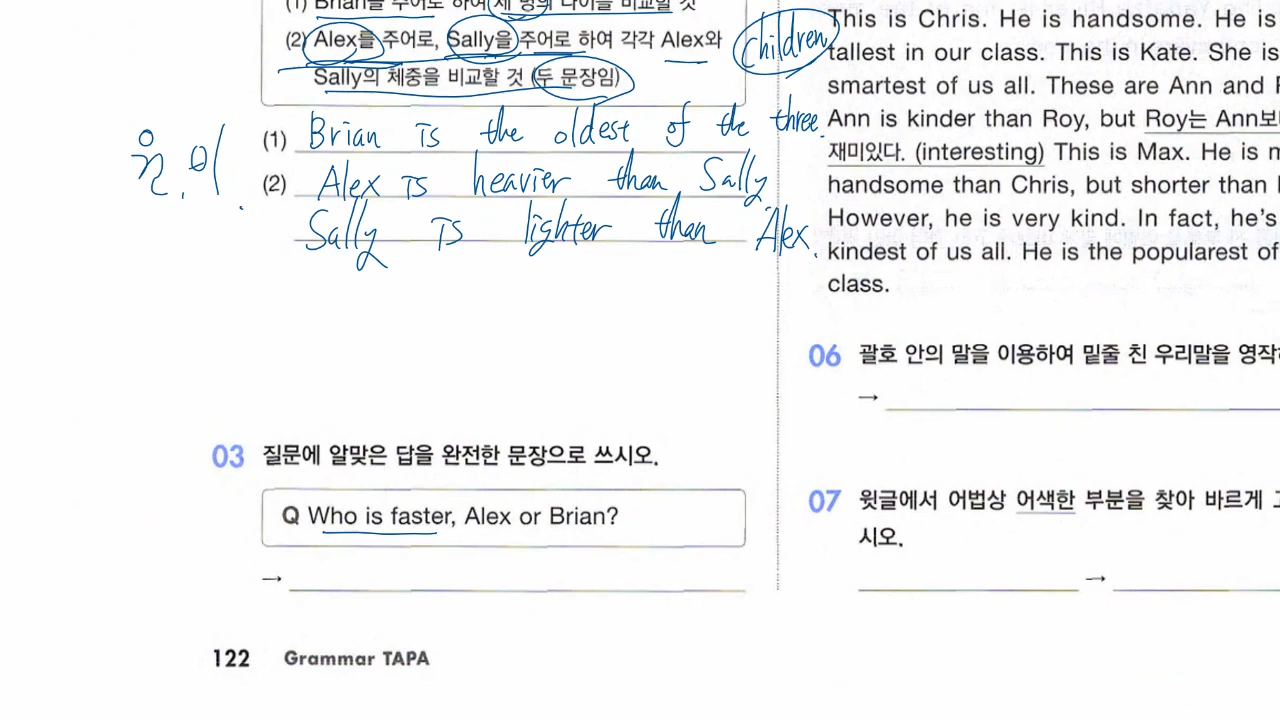 (1) Brian을 주어로 하여 세 명의 나이를 비교할 것
(2) Alex를 주어로, Sally을 주어로 하여 각각 Alex와
Sally의 체중을 비교할 것 (두 문장임)
children
(1) Brian is the oldest of the three.
(2) Alex is heavier than Sally
Sally is lighter than Alex.
03 질문에 알맞은 답을 완전한 문장으로 쓰시오.
Q Who is faster, Alex or Brian?
→
122 Grammar TAPA
This is Chris. He is handsome. He is
tallest in our class. This is Kate. She is
smartest of us all. These are Ann and
Ann is kinder than Roy, but Roy는 Ann보
재미있다. (interesting) This is Max. He is
handsome than Chris, but shorter than
However, he is very kind. In fact, he's
kindest of us all. He is the popularest of
class.
06 괄호 안의 말을 이용하여 밑줄 친 우리말을 영작
→
07 윗글에서 어법상 어색한 부분을 찾아 바르게
시오.
→